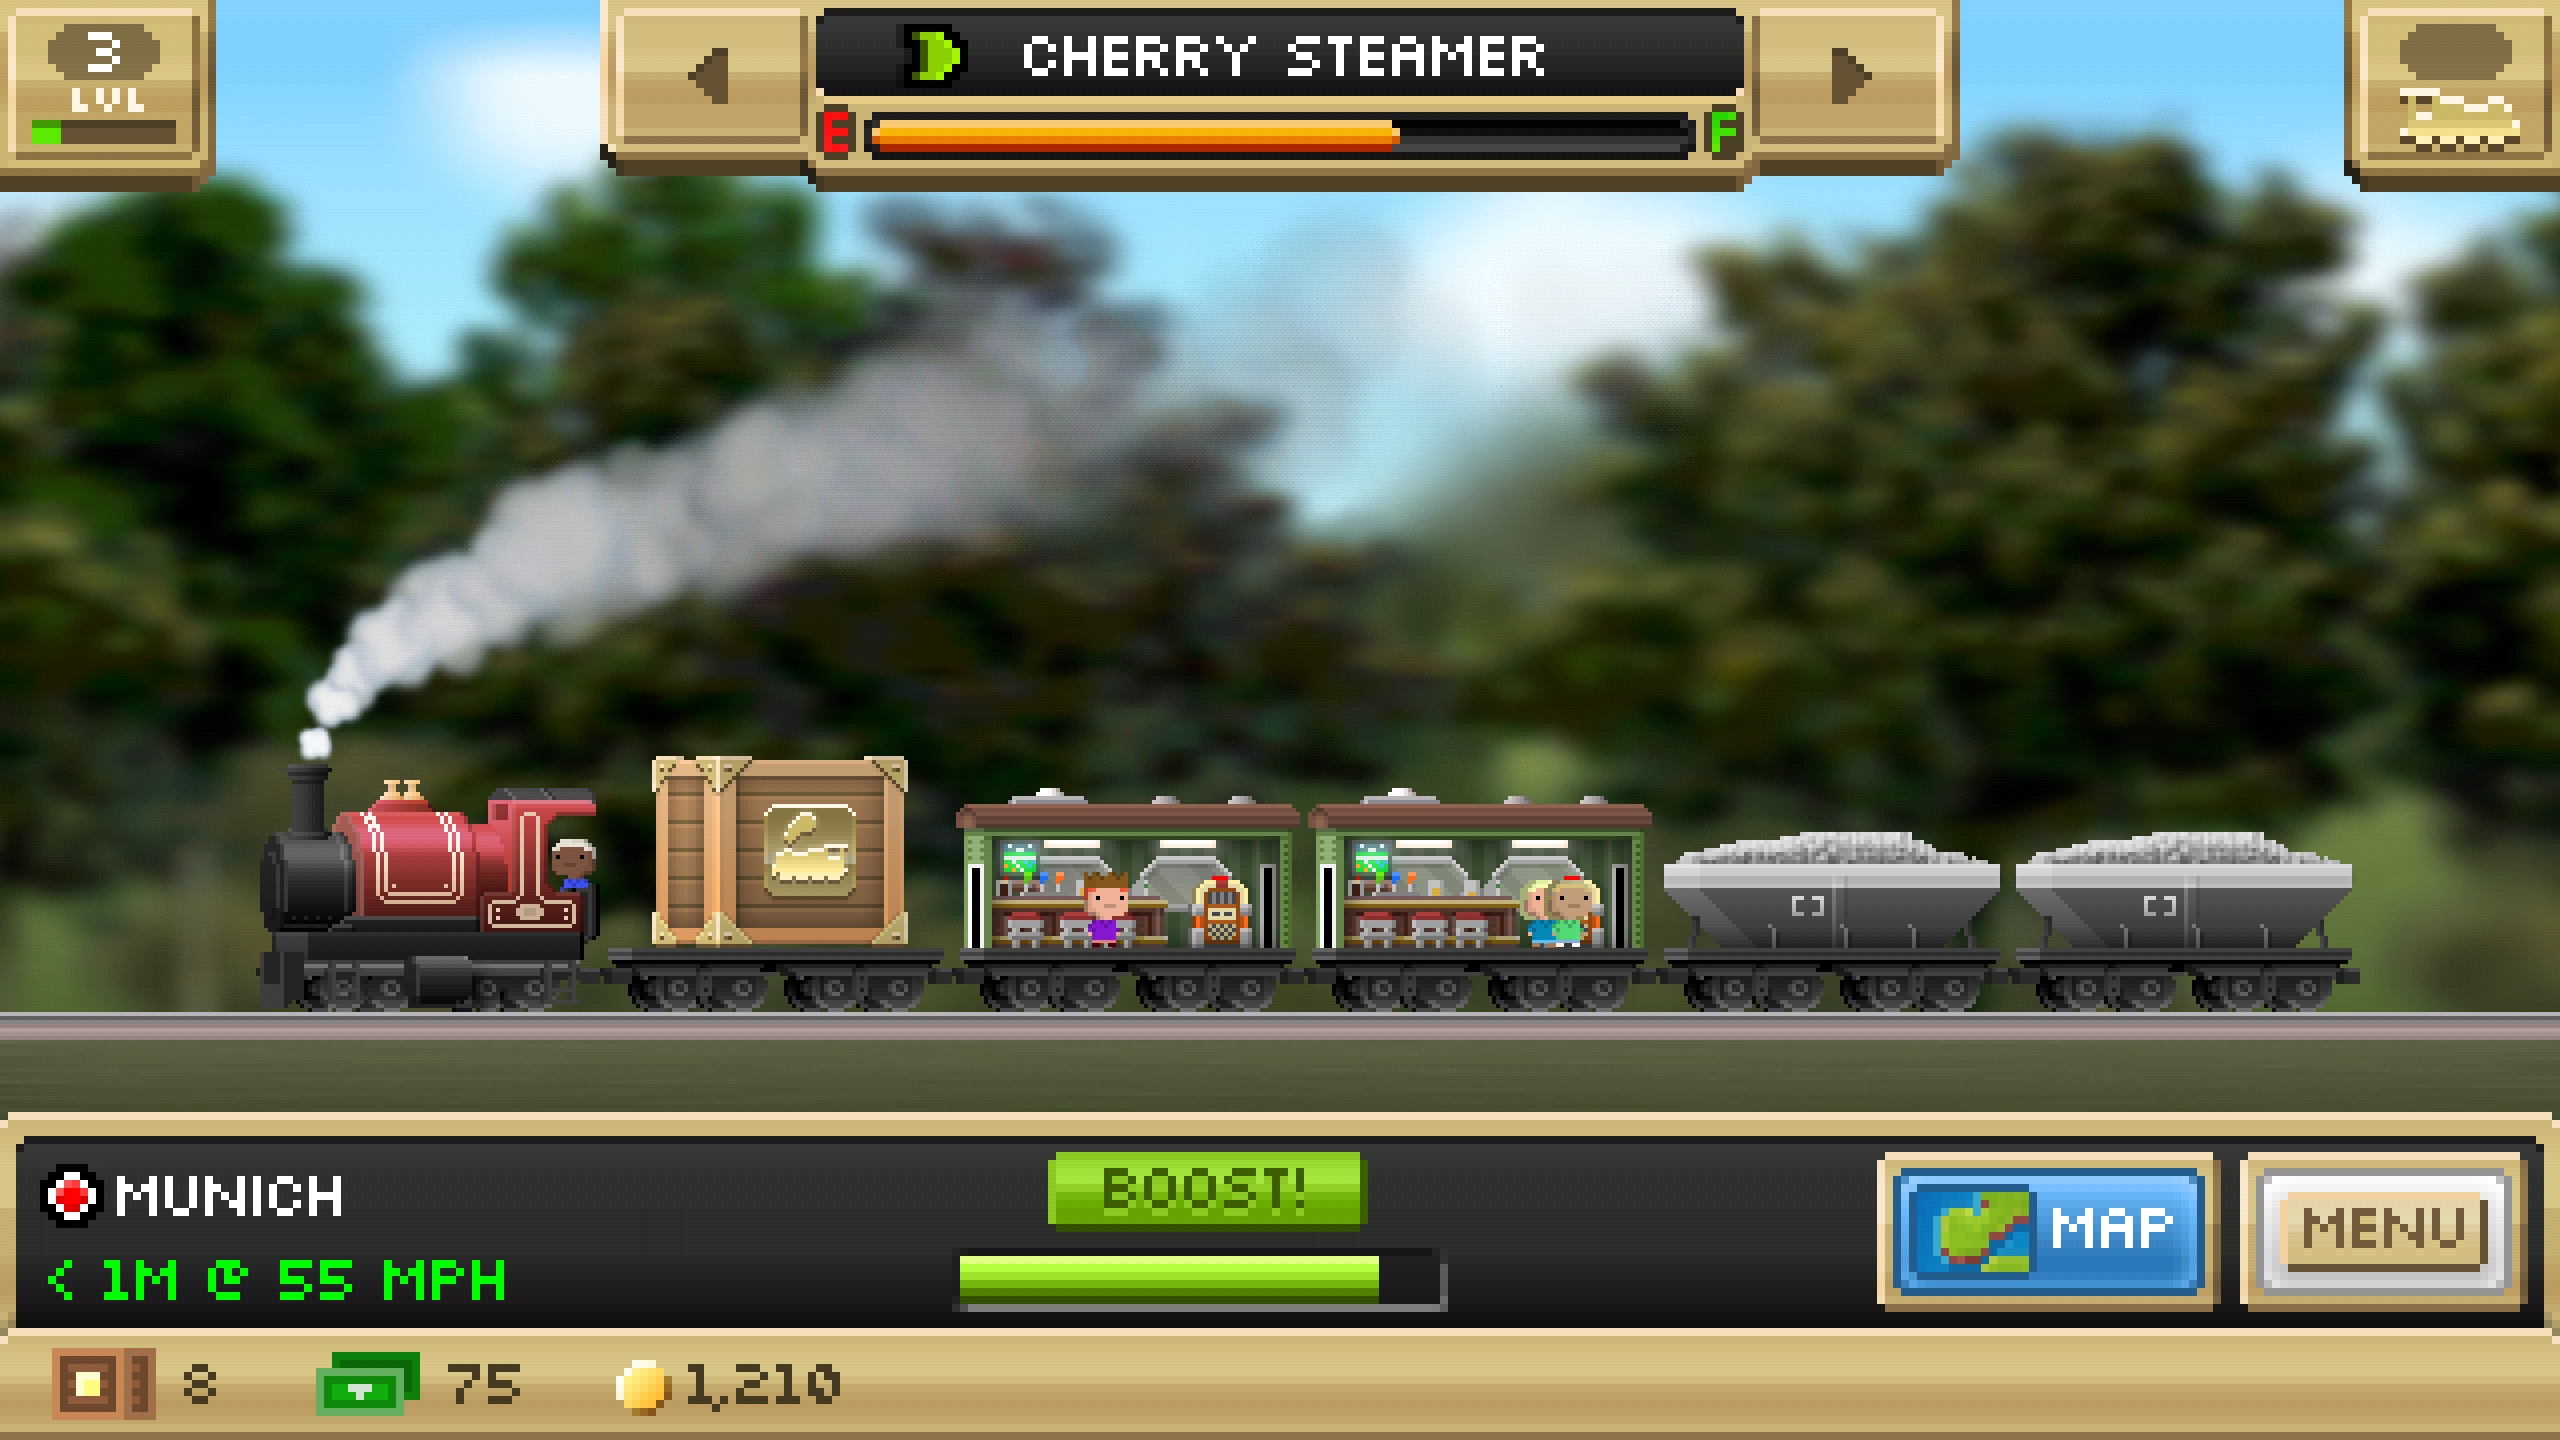 3
LVL
CHERRY STEAMER
E F
MUNICH
< 1M @ 55 MPH
BOOST!
MAP
MENU
8 75 1,210